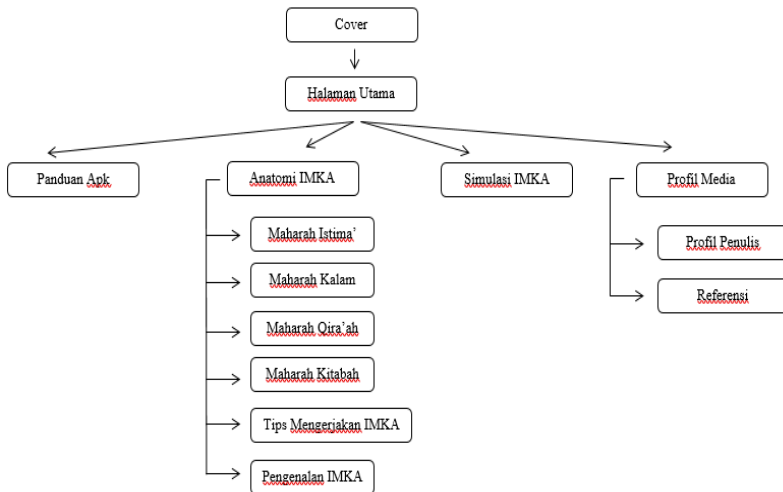 Cover
Halaman Utama
Panduan Apk
Anatomi IMKA
Simulasi IMKA
Profil Media
Maharah Istima’
Maharah Kalam
Maharah Qira’ah
Maharah Kitabah
Tips Mengerjakan IMKA
Pengenalan IMKA
Profil Penulis
Referensi